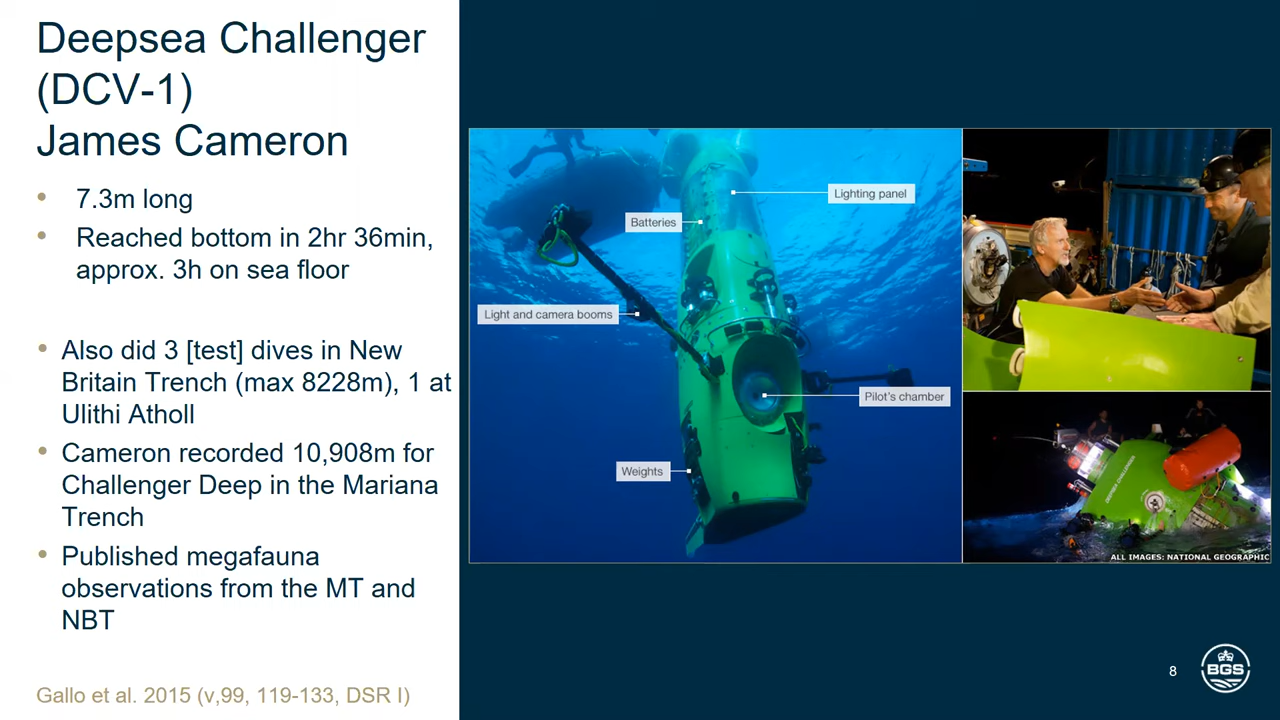 Deepsea Challenger
(DCV-1)
James Cameron
• 7.3m long
• Reached bottom in 2hr 36min,
approx. 3h on sea floor
• Also did 3 [test] dives in New
Britain Trench (max 8228m), 1 at
Ulithi Atholl
• Cameron recorded 10,908m for
Challenger Deep in the Mariana
Trench
• Published megafauna
observations from the MT and
NBT
Gallo et al. 2015 (v,99, 119-133, DSR I)
Lighting panel
Batteries
Light and camera booms
Pilot's chamber
Weights
DEEPSEA CHALLENGER
ALL IMAGES: NATIONAL GEOGRAPHIC
8
BGS